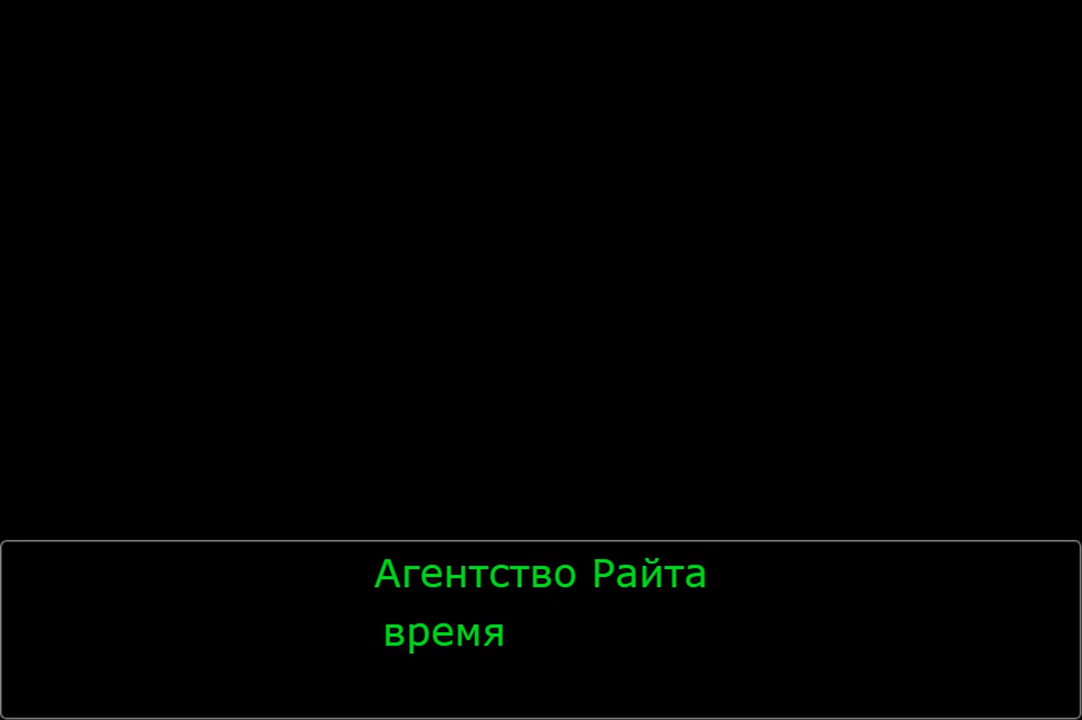 Агентство Райта
время